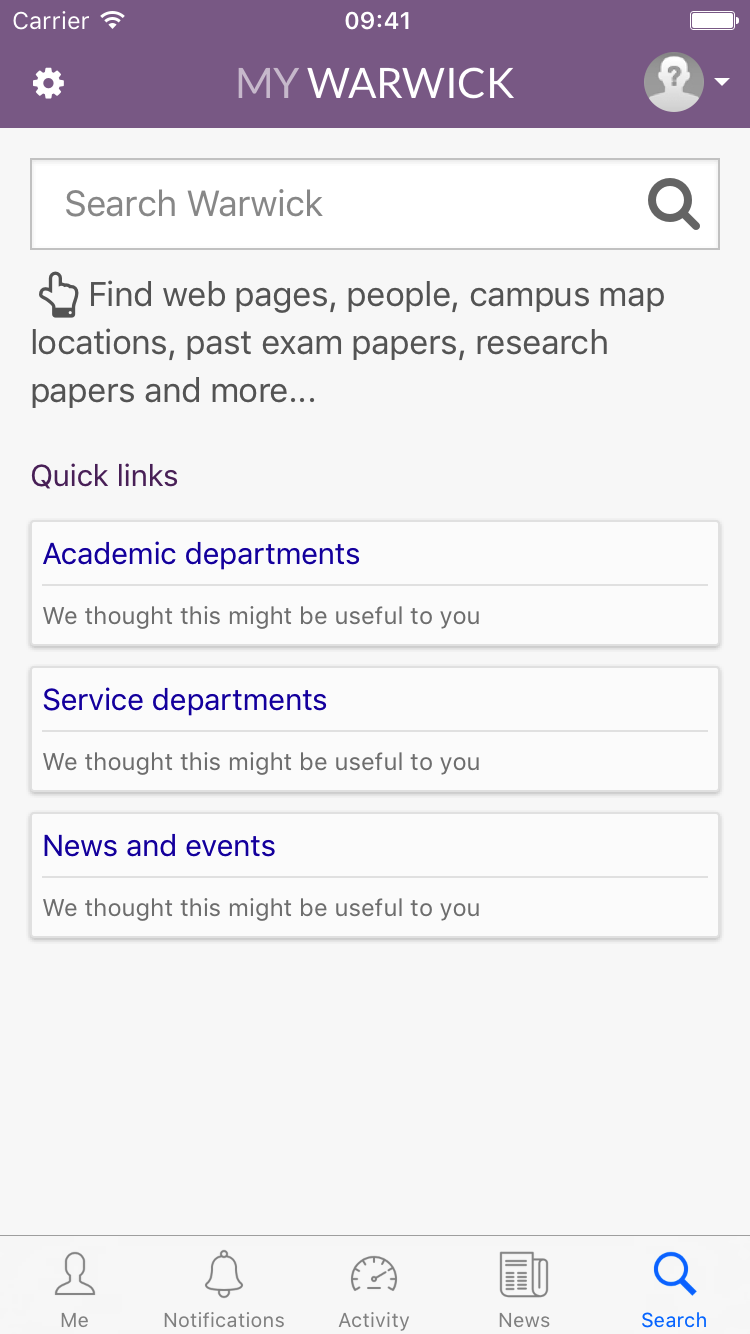 Carrier 09:41
MY WARWICK
Search Warwick
Find web pages, people, campus map
locations, past exam papers, research
papers and more...
Quick links
Academic departments
We thought this might be useful to you
Service departments
We thought this might be useful to you
News and events
We thought this might be useful to you
Me Notifications Activity News Search